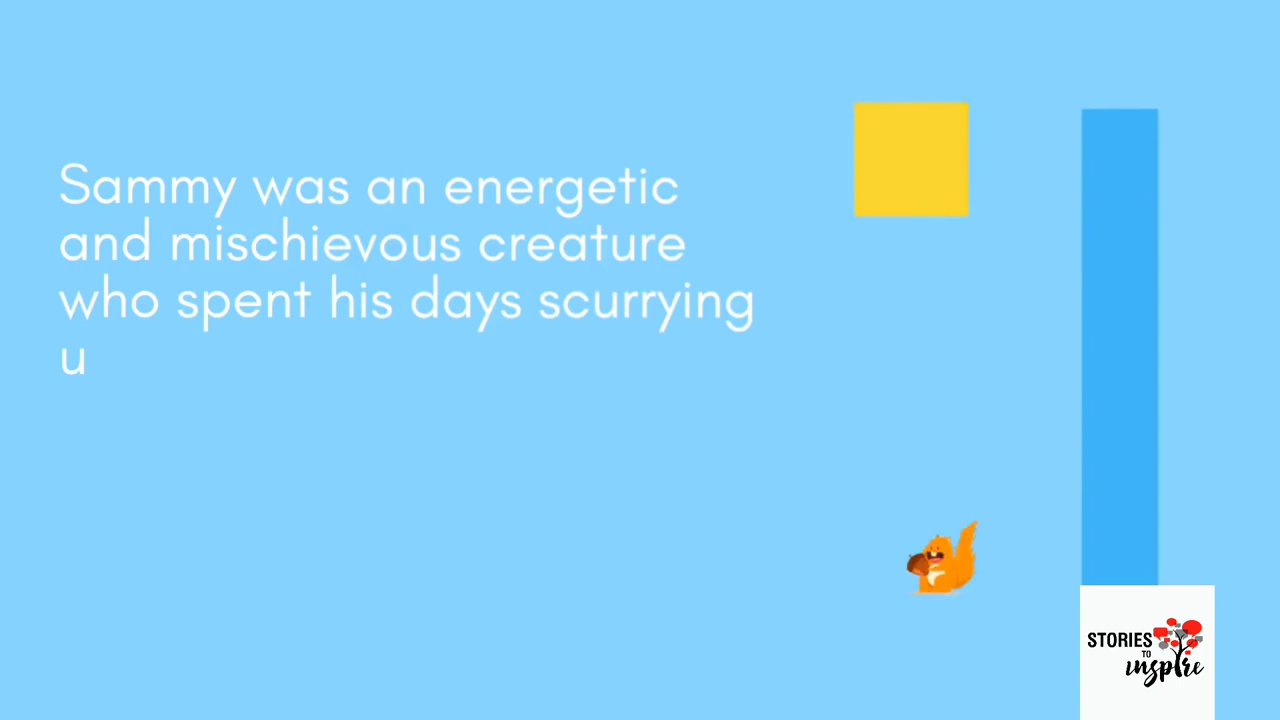 Sammy was an energetic
and mischievous creature
who spent his days scurrying
u
STORIES
TO
inspire